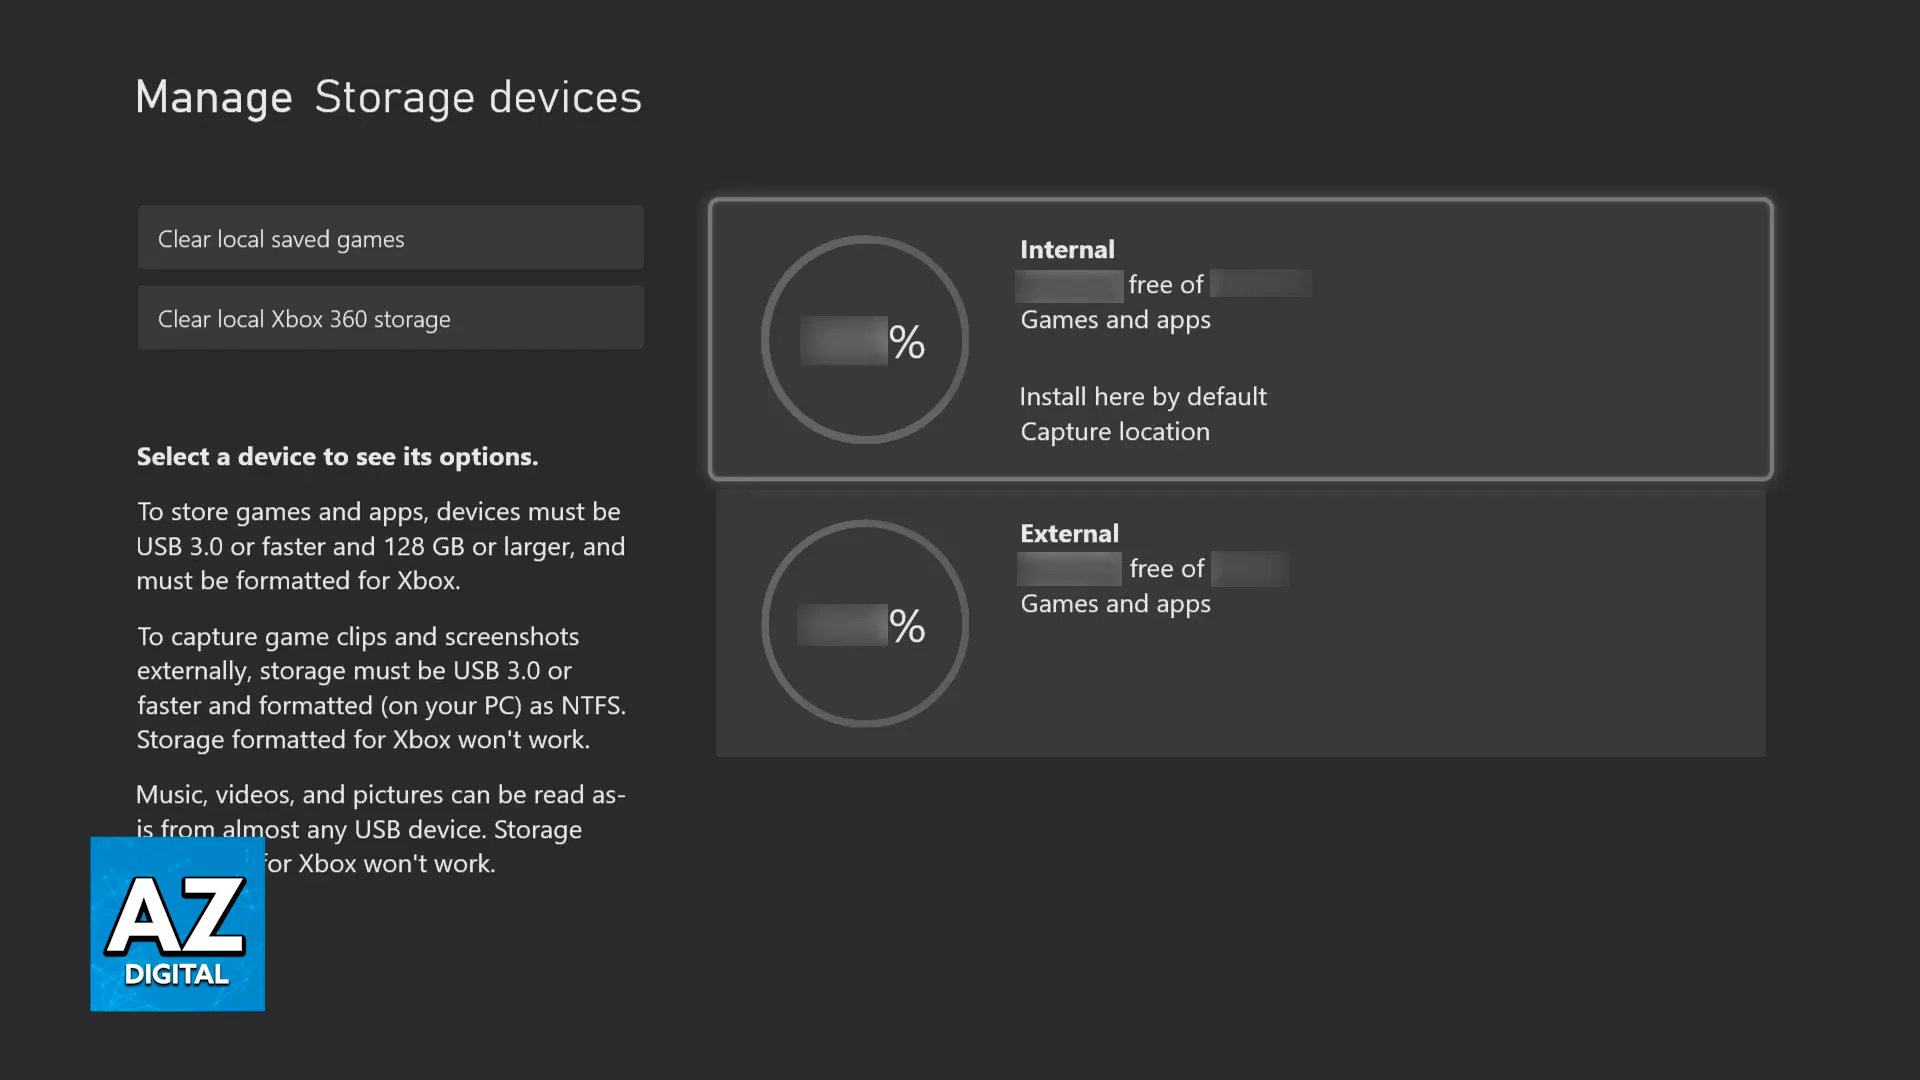 Manage Storage devices
Clear local saved games
Clear local Xbox 360 storage
Select a device to see its options.
To store games and apps, devices must be
USB 3.0 or faster and 128 GB or larger, and
must be formatted for Xbox.
To capture game clips and screenshots
externally, storage must be USB 3.0 or
faster and formatted (on your PC) as NTFS.
Storage formatted for Xbox won't work.
Music, videos, and pictures can be read as-
is from almost any USB device. Storage
for Xbox won't work.
%
Internal
free of
Games and apps
Install here by default
Capture location
%
External
free of
Games and apps
AZ
DIGITAL